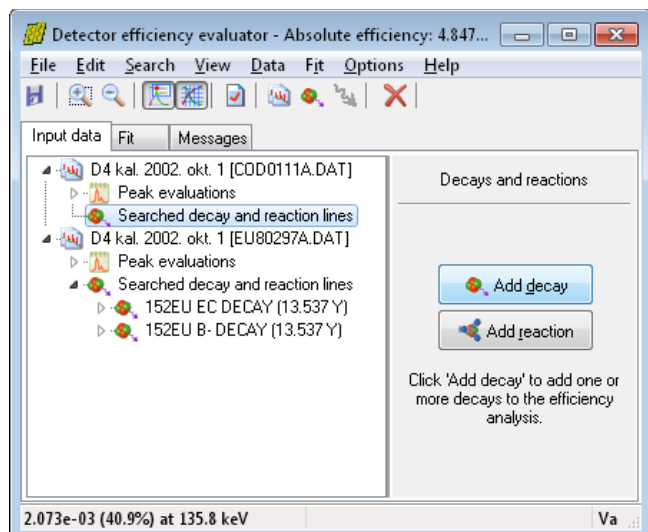 Detector efficiency evaluator - Absolute efficiency: 4.847...
File Edit Search View Data Fit Options Help
Input data Fit Messages
D4 kal. 2002. okt. 1 [COD0111A.DAT]
Peak evaluations
Searched decay and reaction lines
D4 kal. 2002. okt. 1 [EU80297A.DAT]
Peak evaluations
Searched decay and reaction lines
152EU EC DECAY (13.537 Y)
152EU B- DECAY (13.537 Y)
Decays and reactions
Add decay
Add reaction
Click 'Add decay' to add one or
more decays to the efficiency
analysis.
2.073e-03 (40.9%) at 135.8 keV Va